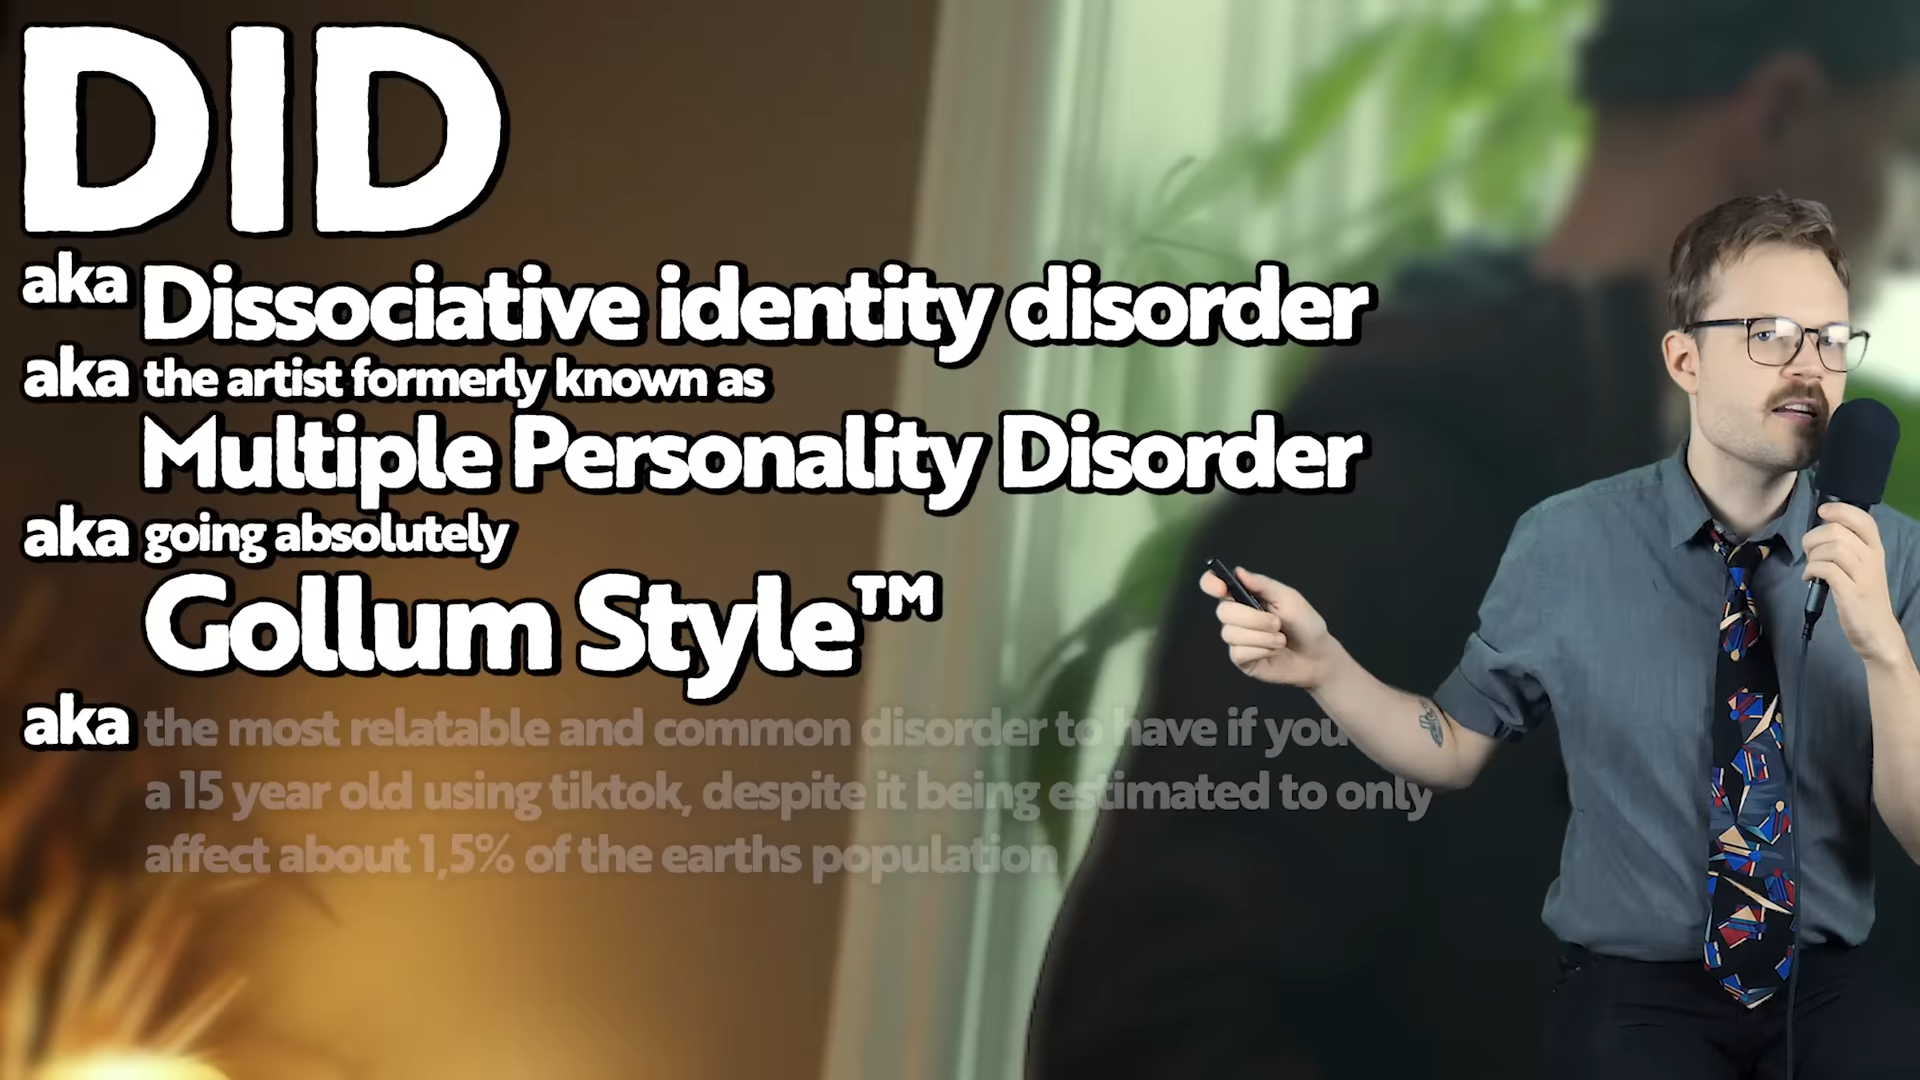 DID
aka Dissociative identity disorder
aka the artist formerly known as
Multiple Personality Disorder
aka going absolutely
Gollum Style™
aka the most relatable and common disorder to have if you
a 15 year old using tiktok, despite it being estimated to only
affect about 1,5% of the earths population